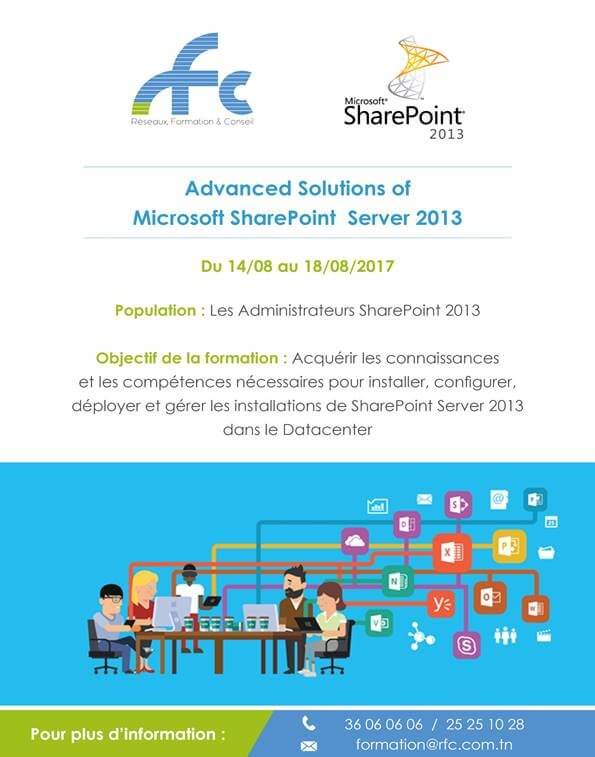 rfc
Réseaux, Formation & Conseil
Microsoft®
SharePoint®
2013
Advanced Solutions of
Microsoft SharePoint Server 2013
Du 14/08 au 18/08/2017
Population : Les Administrateurs SharePoint 2013
Objectif de la formation : Acquérir les connaissances
et les compétences nécessaires pour installer, configurer,
déployer et gérer les installations de SharePoint Server 2013
dans le Datacenter
Pour plus d'information :
36 06 06 06 / 25 25 10 28
formation@rfc.com.tn